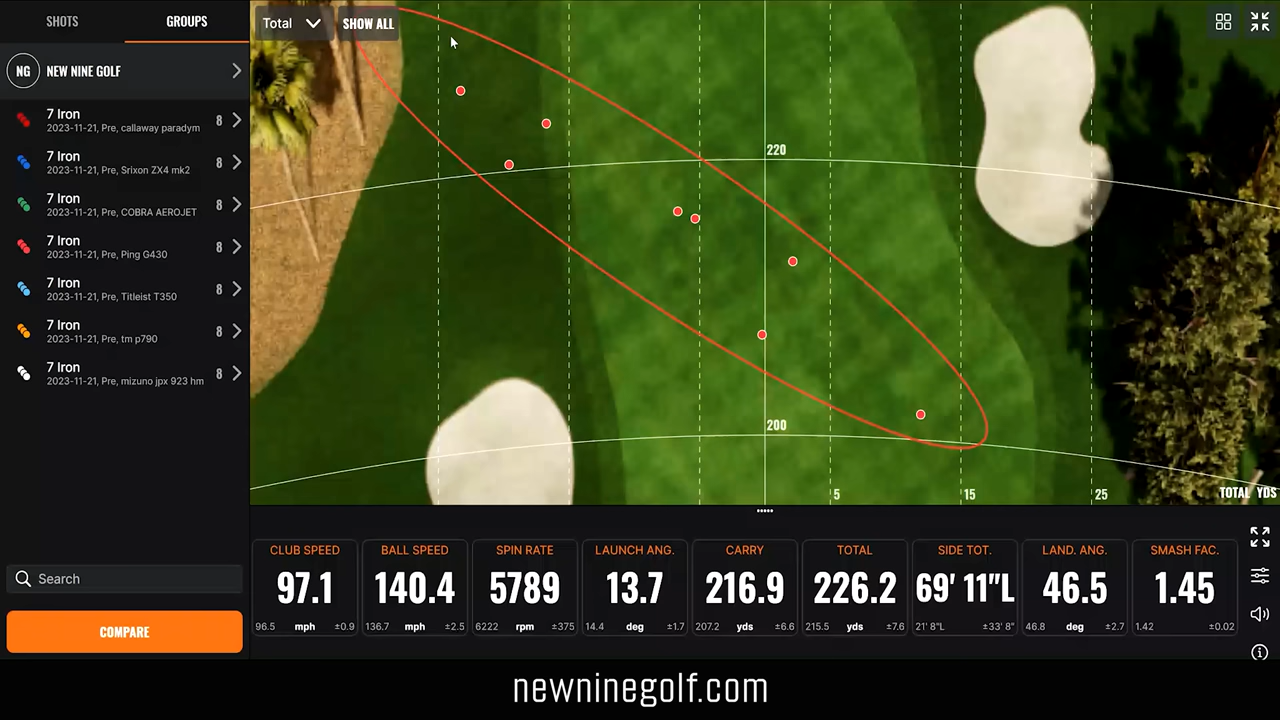 SHOTS
GROUPS
NG
NEW NINE GOLF
7 Iron
2023-11-21, Pre, callaway paradym
8
7 Iron
2023-11-21, Pre, Srixon ZX4 mk2
8
7 Iron
2023-11-21, Pre, COBRA AEROJET
8
7 Iron
2023-11-21, Pre, Ping G430
8
7 Iron
2023-11-21, Pre, Titleist T350
8
7 Iron
2023-11-21, Pre, tm p790
8
7 Iron
2023-11-21, Pre, mizuno jpx 923 hm
8
Search
COMPARE
Total
SHOW ALL
220
200
5
15
25
TOTAL YDS
CLUB SPEED
97.1
96.5 mph ±0.9
BALL SPEED
140.4
136.7 mph ±2.5
SPIN RATE
5789
6222 rpm ±375
LAUNCH ANG.
13.7
14.4 deg ±1.7
CARRY
216.9
207.2 yds ±6.6
TOTAL
226.2
215.5 yds ±7.6
SIDE TOT.
69' 11"L
21' 8"L ±33' 8"
LAND. ANG.
46.5
46.8 deg ±2.7
SMASH FAC.
1.45
1.42 ±0.02
newninegolf.com